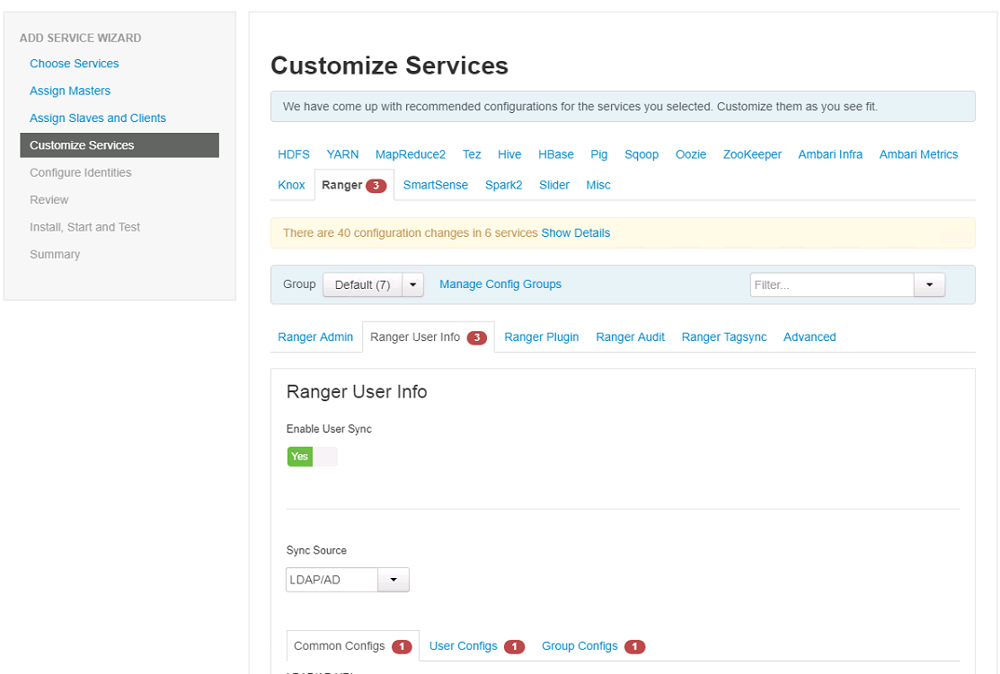 ADD SERVICE WIZARD
Choose Services
Assign Masters
Assign Slaves and Clients
Customize Services
Configure Identities
Review
Install, Start and Test
Summary
Customize Services
We have come up with recommended configurations for the services you selected. Customize them as you see fit.
HDFS YARN MapReduce2 Tez Hive HBase Pig Sqoop Oozie ZooKeeper Ambari Infra Ambari Metrics
Knox Ranger 3 SmartSense Spark2 Slider Misc
There are 40 configuration changes in 6 services Show Details
Group Default (7) Manage Config Groups Filter...
Ranger Admin Ranger User Info 3 Ranger Plugin Ranger Audit Ranger Tagsync Advanced
Ranger User Info
Enable User Sync
Yes
Sync Source
LDAP/AD
Common Configs 1 User Configs 1 Group Configs 1